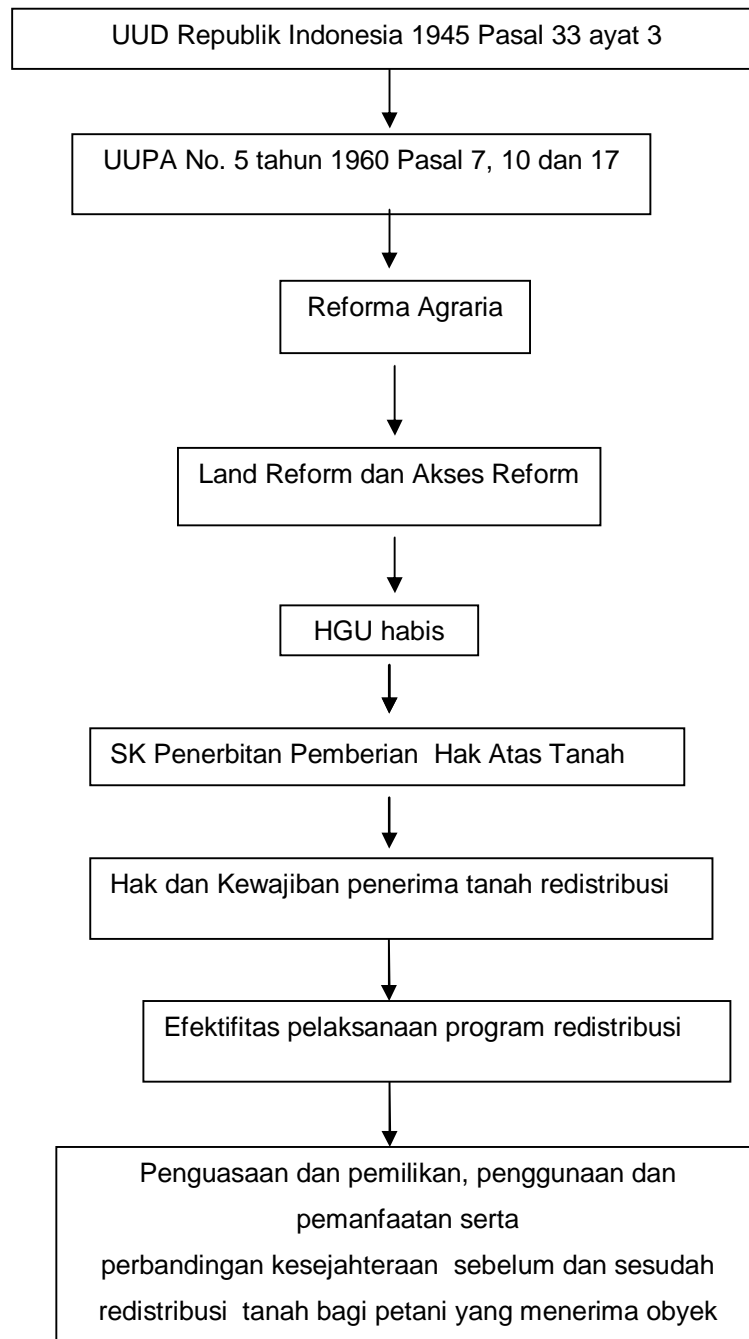 UUD Republik Indonesia 1945 Pasal 33 ayat 3
UUPA No. 5 tahun 1960 Pasal 7, 10 dan 17
Reforma Agraria
Land Reform dan Akses Reform
HGU habis
SK Penerbitan Pemberian Hak Atas Tanah
Hak dan Kewajiban penerima tanah redistribusi
Efektifitas pelaksanaan program redistribusi
Penguasaan dan pemilikan, penggunaan dan
pemanfaatan serta
perbandingan kesejahteraan sebelum dan sesudah
redistribusi tanah bagi petani yang menerima obyek